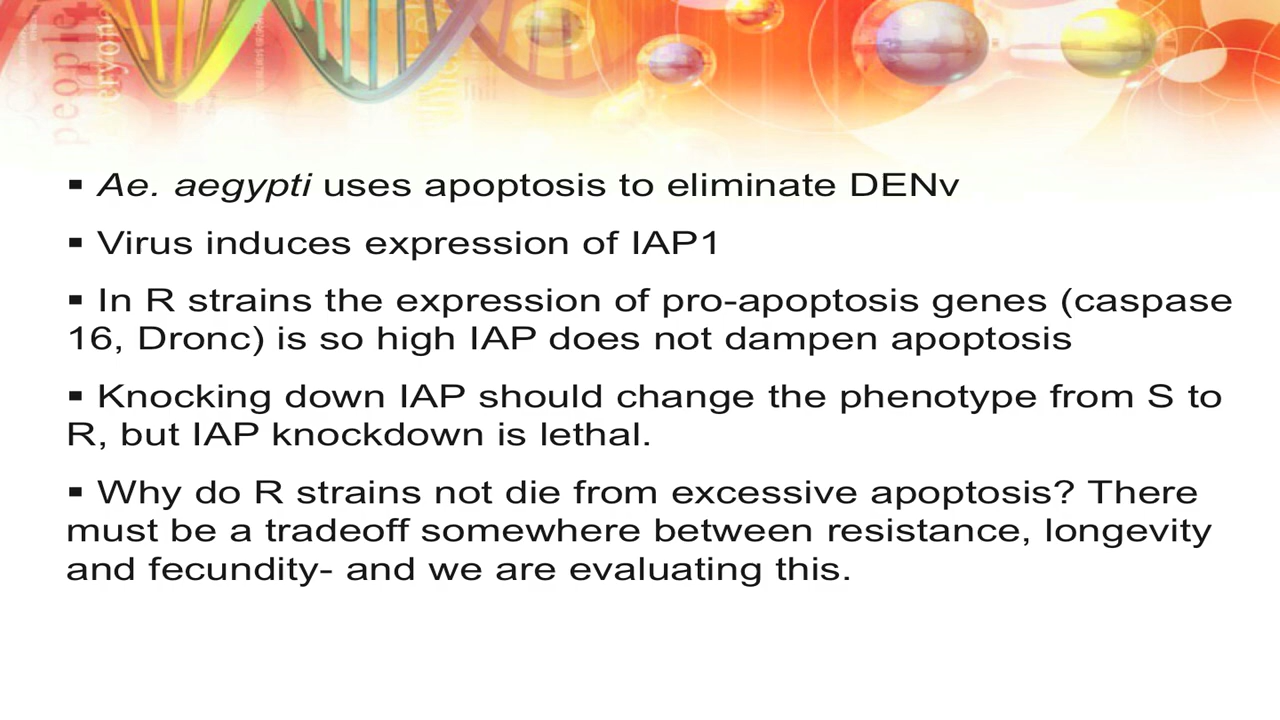 people
everyone
▪ Ae. aegypti uses apoptosis to eliminate DENv
▪ Virus induces expression of IAP1
▪ In R strains the expression of pro-apoptosis genes (caspase
16, Dronc) is so high IAP does not dampen apoptosis
▪ Knocking down IAP should change the phenotype from S to
R, but IAP knockdown is lethal.
▪ Why do R strains not die from excessive apoptosis? There
must be a tradeoff somewhere between resistance, longevity
and fecundity- and we are evaluating this.